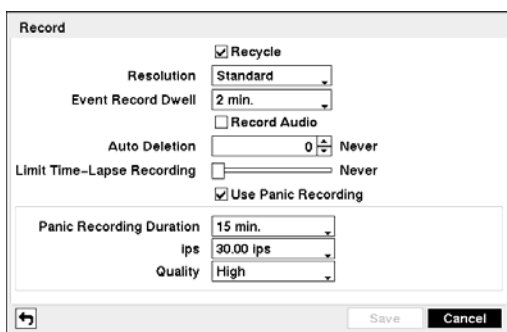 Record
Recycle
Resolution Standard
Event Record Dwell 2 min.
Record Audio
Auto Deletion 0 Never
Limit Time-Lapse Recording Never
Use Panic Recording
Panic Recording Duration 15 min.
ips 30.00 ips
Quality High
Save Cancel